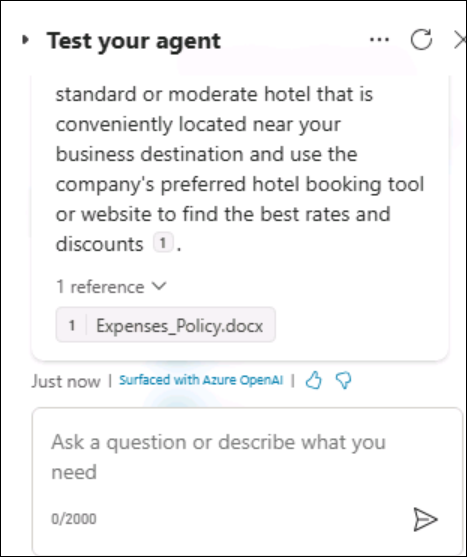 Test your agent
standard or moderate hotel that is
conveniently located near your
business destination and use the
company's preferred hotel booking tool
or website to find the best rates and
discounts 1 .
1 reference
1 Expenses_Policy.docx
Just now | Surfaced with Azure OpenAI |
Ask a question or describe what you
need
0/2000